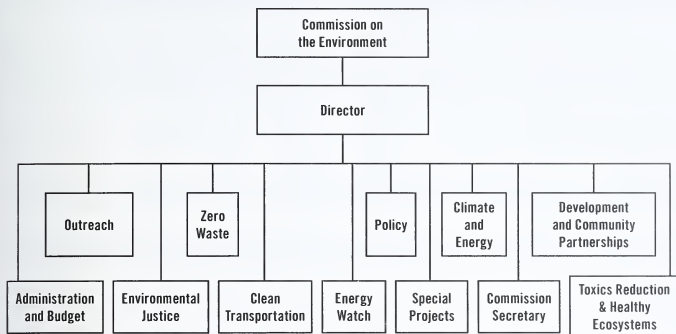 Commission on
the Environment
Director
Outreach
Zero
Waste
Policy
Climate
and
Energy
Development
and Community
Partnerships
Administration
and Budget
Environmental
Justice
Clean
Transportation
Energy
Watch
Special
Projects
Commission
Secretary
Toxics Reduction
& Healthy
Ecosystems